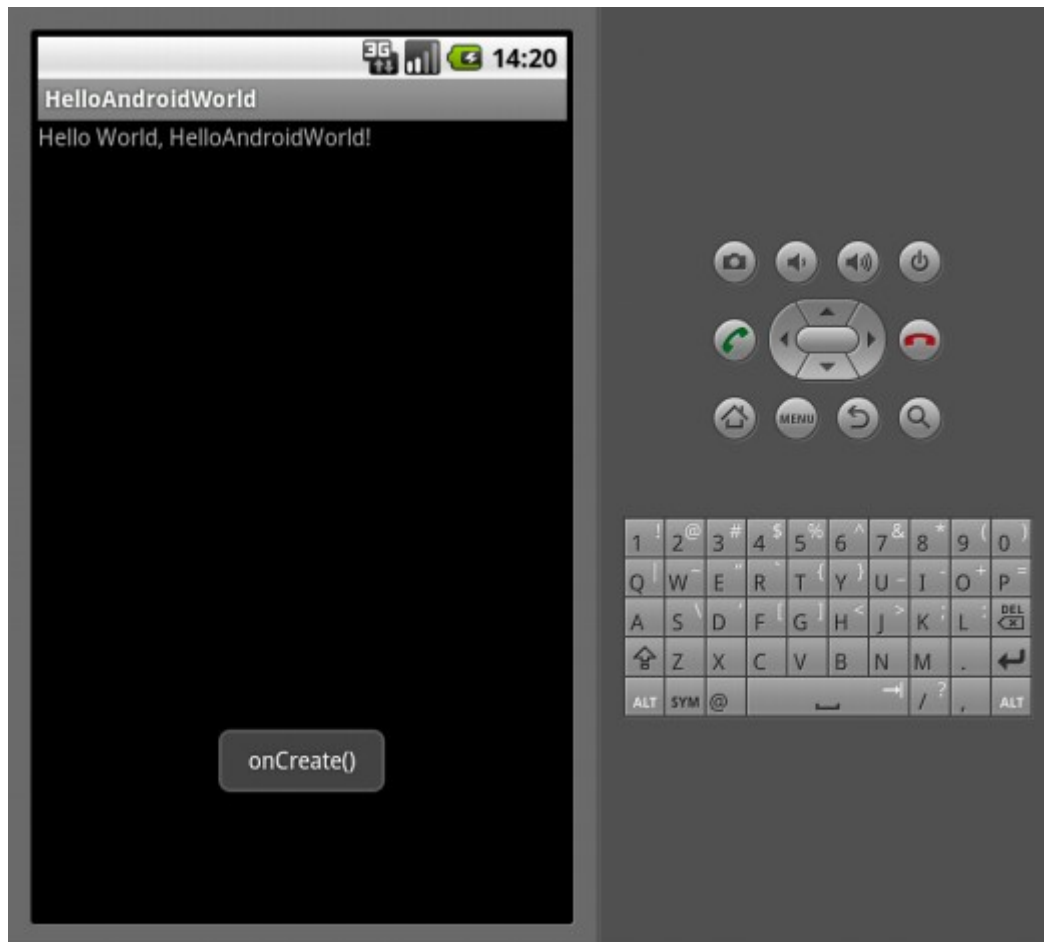 3G 14:20
HelloAndroidWorld
Hello World, HelloAndroidWorld!
onCreate()
MENU
1 ! 2 @ 3 # 4 $ 5 % 6 ^ 7 & 8 * 9 ( 0 )
Q | W ~ E " R ` T { Y } U _ I - O + P =
A S \ D ' F [ G ] H < J > K ; L : DEL
Z X C V B N M .
ALT SYM @ / ? , ALT